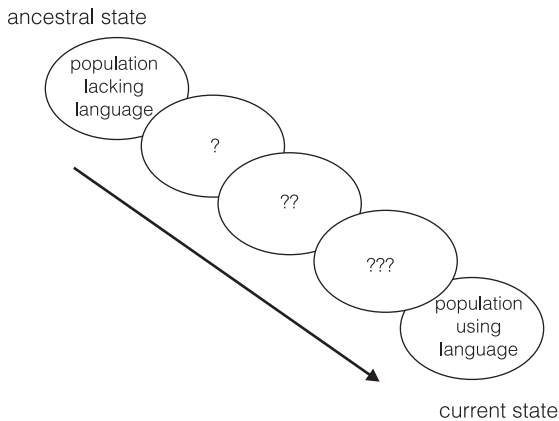 ancestral state
population
lacking
language
?
??
???
population
using
language
current state